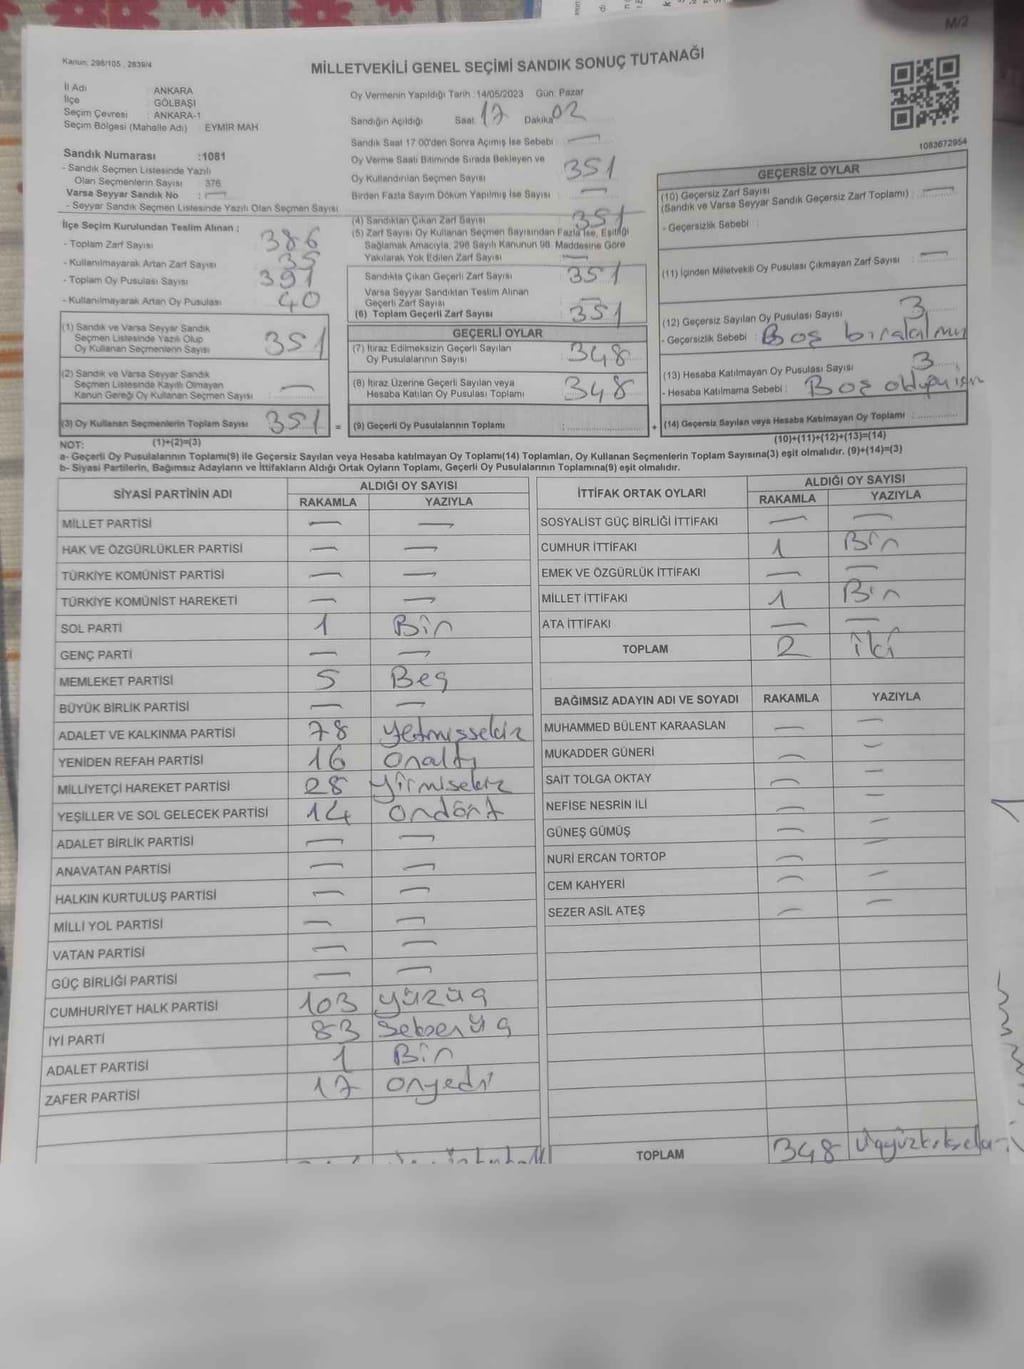 M/2
Kanun: 298/105 , 2839/4
MİLLETVEKİLİ GENEL SEÇİMİ SANDIK SONUÇ TUTANAĞI
İl Adı ANKARA
İlçe GÖLBAŞI
Seçim Çevresi : ANKARA-1
Seçim Bölgesi (Mahalle Adı) EYMİR MAH
Sandık Numarası :1081
- Sandık Seçmen Listesinde Yazılı
Olan Seçmenlerin Sayısı 376
Varsa Seyyar Sandık No : —
- Seyyar Sandık Seçmen Listesinde Yazılı Olan Seçmen Sayısı
Oy Vermenin Yapıldığı Tarih :14/05/2023 Gün: Pazar
Sandığın Açıldığı Saat 17 Dakika 02
Sandık Saat 17:00'den Sonra Açımış İse Sebebi —
Oy Verme Saati Bitiminde Sırada Bekleyen ve
Oy Kullandırılan Seçmen Sayısı 351
Birden Fazla Sayım Döküm Yapılmış İse Sayısı —
1083672954
İlçe Seçim Kurulundan Teslim Alınan :
- Toplam Zarf Sayısı 386
- Kullanılmayarak Artan Zarf Sayısı 35
- Toplam Oy Pusulası Sayısı 391
- Kullanılmayarak Artan Oy Pusulası 40
(1) Sandık ve Varsa Seyyar Sandık
Seçmen Listesinde Yazılı Olup
Oy Kullanan Seçmenlerin Sayısı 351
(2) Sandık ve Varsa Seyyar Sandık
Seçmen Listesinde Kayıtlı Olmayan
Kanun Gereği Oy Kullanan Seçmen Sayısı —
(3) Oy Kullanan Seçmenlerin Toplam Sayısı 351 =
(4) Sandıktan Çıkan Zarf Sayısı 351
(5) Zarf Sayısı Oy Kullanan Seçmen Sayısından Fazla İse, Eşitliği
Sağlamak Amacıyla, 298 Sayılı Kanunun 98. Maddesine Göre
Yakılarak Yok Edilen Zarf Sayısı —
Sandıkta Çıkan Geçerli Zarf Sayısı 351
Varsa Seyyar Sandıktan Teslim Alınan
Geçerli Zarf Sayısı —
(6) Toplam Geçerli Zarf Sayısı 351
GEÇERLİ OYLAR
(7) İtiraz Edilmeksizin Geçerli Sayılan
Oy Pusulalarının Sayısı 348
(8) İtiraz Üzerine Geçerli Sayılan veya
Hesaba Katılan Oy Pusulası Toplamı 348
(9) Geçerli Oy Pusulalarının Toplamı +
GEÇERSİZ OYLAR
(10) Geçersiz Zarf Sayısı
(Sandık ve Varsa Seyyar Sandık Geçersiz Zarf Toplamı) : —
- Geçersizlik Sebebi :
(11) İçinden Milletvekili Oy Pusulası Çıkmayan Zarf Sayısı : —
(12) Geçersiz Sayılan Oy Pusulası Sayısı : 3
- Geçersizlik Sebebi : Boş
(13) Hesaba Katılmayan Oy Pusulası Sayısı : 3
- Hesaba Katılmama Sebebi : Boş
(14) Geçersiz Sayılan veya Hesaba Katılmayan Oy Toplamı :
NOT: (1)+(2)=(3)
(10)+(11)+(12)+(13)=(14)
a- Geçerli Oy Pusulalarının Toplamı(9) ile Geçersiz Sayılan veya Hesaba katılmayan Oy Toplamı(14) Toplamları, Oy Kullanan Seçmenlerin Toplam Sayısına(3) eşit olmalıdır. (9)+(14)=(3)
b- Siyasi Partilerin, Bağımsız Adayların ve İttifakların Aldığı Ortak Oyların Toplamı, Geçerli Oy Pusulalarının Toplamına(9) eşit olmalıdır.
SİYASİ PARTİNİN ADI ALDIĞI OY SAYISI
RAKAMLA YAZIYLA
MİLLET PARTİSİ — —
HAK VE ÖZGÜRLÜKLER PARTİSİ — —
TÜRKİYE KOMÜNİST PARTİSİ — —
TÜRKİYE KOMÜNİST HAREKETİ — —
SOL PARTİ 1 Bir
GENÇ PARTİ — —
MEMLEKET PARTİSİ 5 Beş
BÜYÜK BİRLİK PARTİSİ — —
ADALET VE KALKINMA PARTİSİ 78 yetmişsekiz
YENİDEN REFAH PARTİSİ 16 Onaltı
MİLLİYETÇİ HAREKET PARTİSİ 28 yirmisekiz
YEŞİLLER VE SOL GELECEK PARTİSİ 14 Ondört
ADALET BİRLİK PARTİSİ — —
ANAVATAN PARTİSİ — —
HALKIN KURTULUŞ PARTİSİ — —
MİLLİ YOL PARTİSİ — —
VATAN PARTİSİ — —
GÜÇ BİRLİĞİ PARTİSİ — —
CUMHURİYET HALK PARTİSİ 103 yüzüç
İYİ PARTİ 83 Seksenüç
ADALET PARTİSİ 1 Bir
ZAFER PARTİSİ 17 Onyedi
İTTİFAK ORTAK OYLARI ALDIĞI OY SAYISI
RAKAMLA YAZIYLA
SOSYALİST GÜÇ BİRLİĞİ İTTİFAKI — —
CUMHUR İTTİFAKI 1 Bir
EMEK VE ÖZGÜRLÜK İTTİFAKI — —
MİLLET İTTİFAKI 1 Bir
ATA İTTİFAKI — —
TOPLAM 2 iki
BAĞIMSIZ ADAYIN ADI VE SOYADI RAKAMLA YAZIYLA
MUHAMMED BÜLENT KARAASLAN — —
MUKADDER GÜNERİ — —
SAİT TOLGA OKTAY — —
NEFİSE NESRİN İLİ — —
GÜNEŞ GÜMÜŞ — —
NURİ ERCAN TORTOP — —
CEM KAHYERİ — —
SEZER ASİL ATEŞ — —
TOPLAM 348